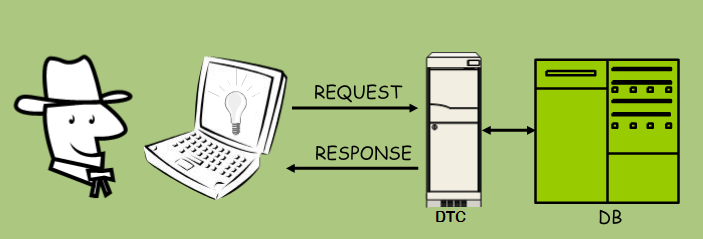 REQUEST
RESPONSE
DTC
DB